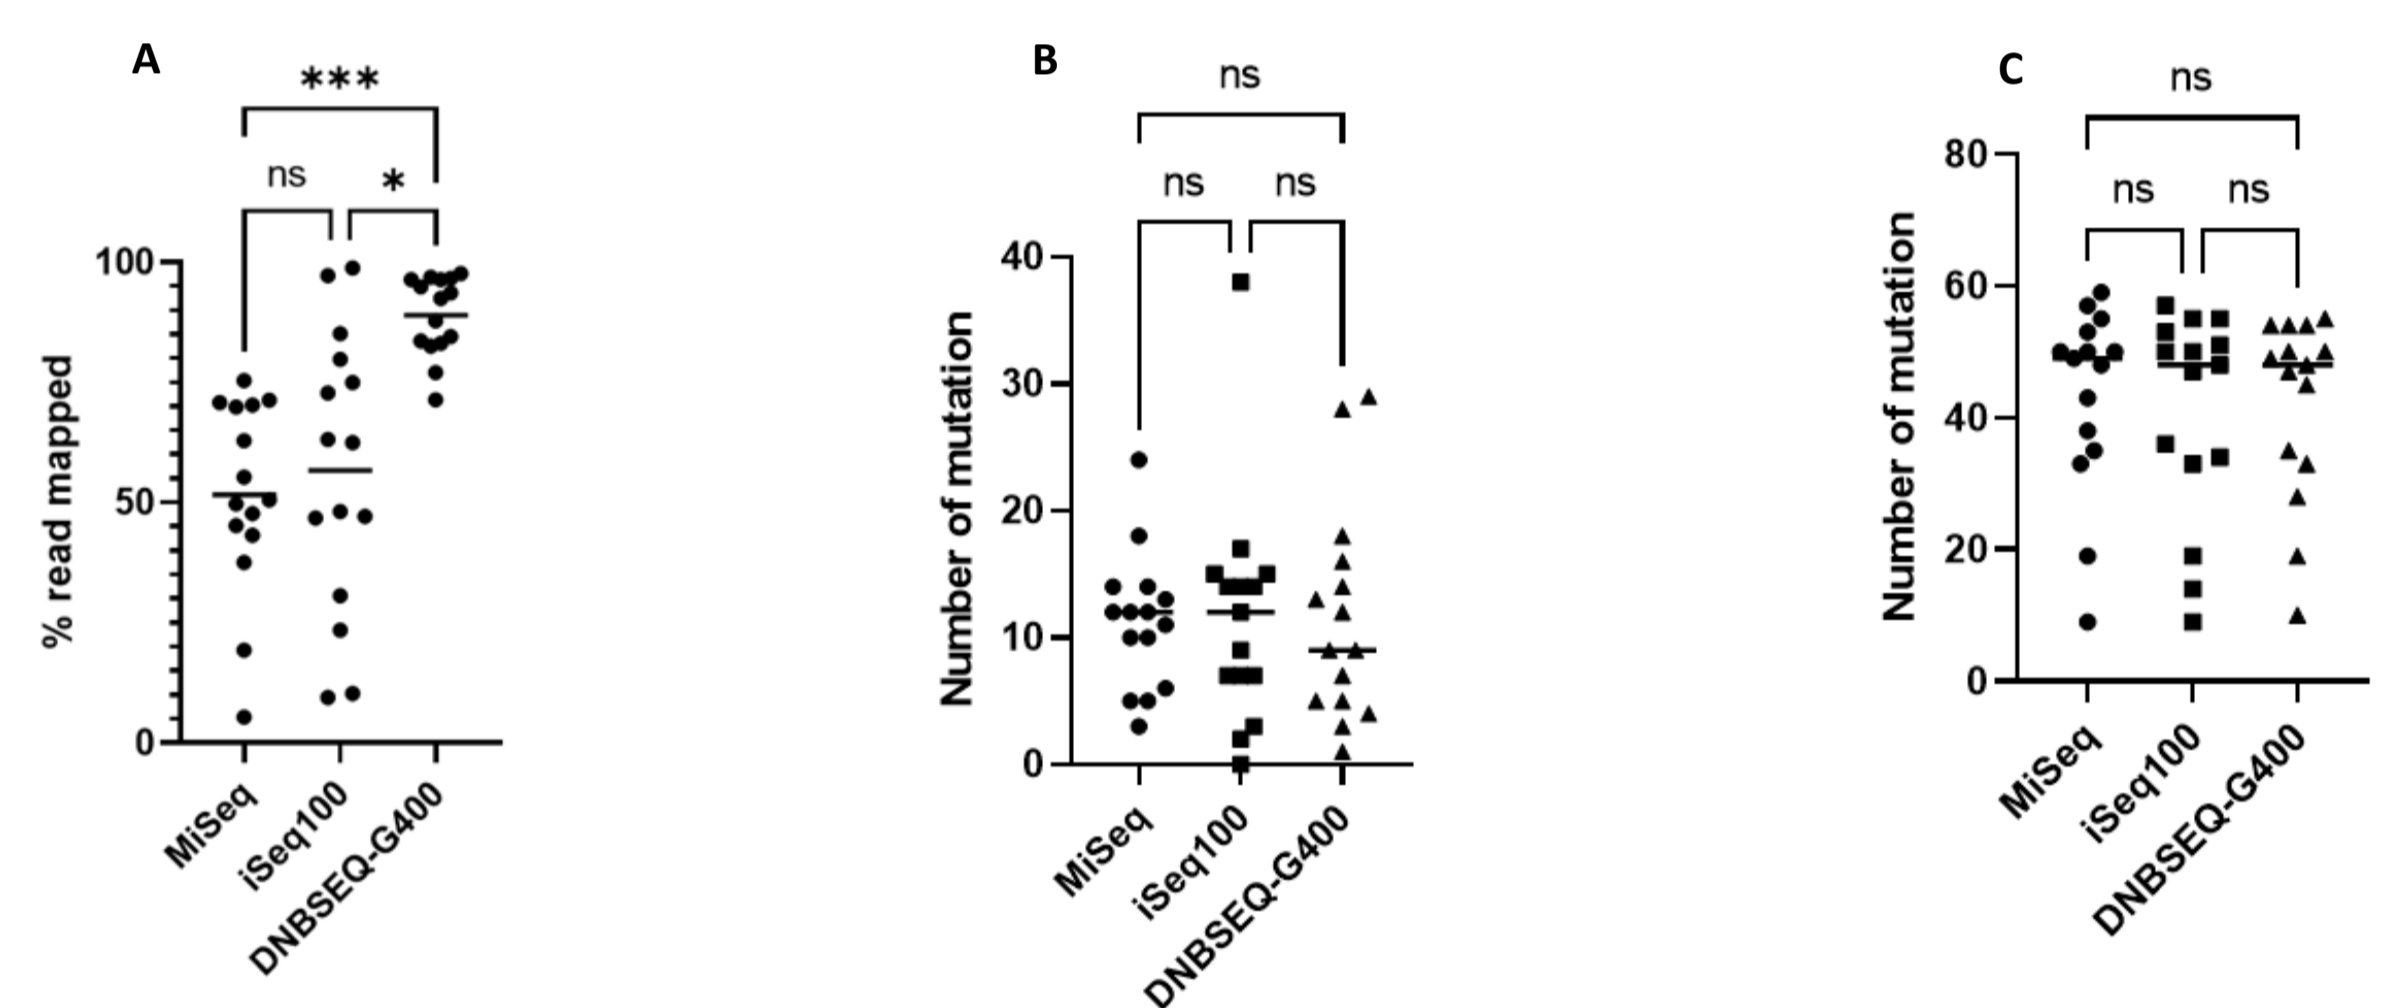 A
***
ns
*
100
50
0
% read mapped
MiSeq
iSeq100
DNBSEQ-G400
B
ns
ns
ns
40
30
20
10
0
Number of mutation
MiSeq
iSeq100
DNBSEQ-G400
C
ns
ns
ns
80
60
40
20
0
Number of mutation
MiSeq
iSeq100
DNBSEQ-G400